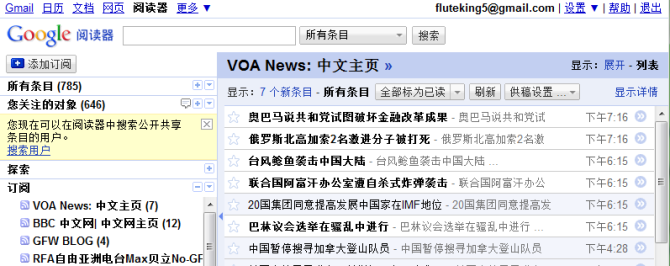 Gmail 日历 文档 网页 阅读器 更多 ▼ fluteking5@gmail.com | 设置 ▼ | 帮助 | 退出
Google 阅读器 所有条目 搜索
添加订阅 VOA News: 中文主页 » 显示: 展开 - 列表
所有条目 (785) 显示: 7 个新条目 - 所有条目 全部标为已读 刷新 供稿设置 ... 显示详情
您关注的对象 (646)
您现在可以在阅读器中搜索公开共享
条目的用户。
搜索用户
探索
订阅
VOA News: 中文主页 (7)
BBC 中文网| 中文网主页 (12)
GFW BLOG (4)
RFA自由亚洲电台Max贝立No-GF
奥巴马说共和党试图破坏金融改革成果 - 奥巴马说共和党试 下午7:16
俄罗斯北高加索2名激进分子被打死 - 俄罗斯北高加索2名激 下午7:16
台风鲶鱼袭击中国大陆 - 台风鲶鱼袭击中国大陆 ... 下午6:15
联合国阿富汗办公室遭自杀式炸弹袭击 - 联合国阿富汗办公 下午6:15
20国集团同意提高发展中国家在IMF地位 - 20国集团同意提高 下午6:15
巴林议会选举在骚乱中进行 - 巴林议会选举在骚乱中进行 ... 下午6:15
中国暂停搜寻加拿大登山队员 - 中国暂停搜寻加拿大登山队员 下午4:28